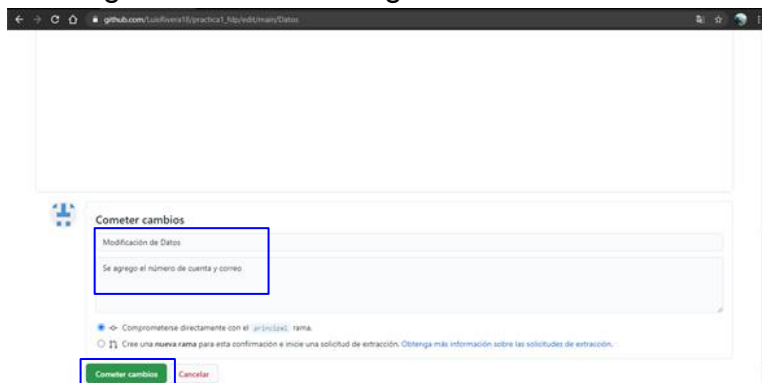 github.com/LuisRivera18/practica1_fdp/edit/main/Datos
Cometer cambios
Modificación de Datos
Se agrego el número de cuenta y correo
Comprometerse directamente con el principal rama.
Cree una nueva rama para esta confirmación e inicie una solicitud de extracción. Obtenga más información sobre las solicitudes de extracción.
Cometer cambios Cancelar